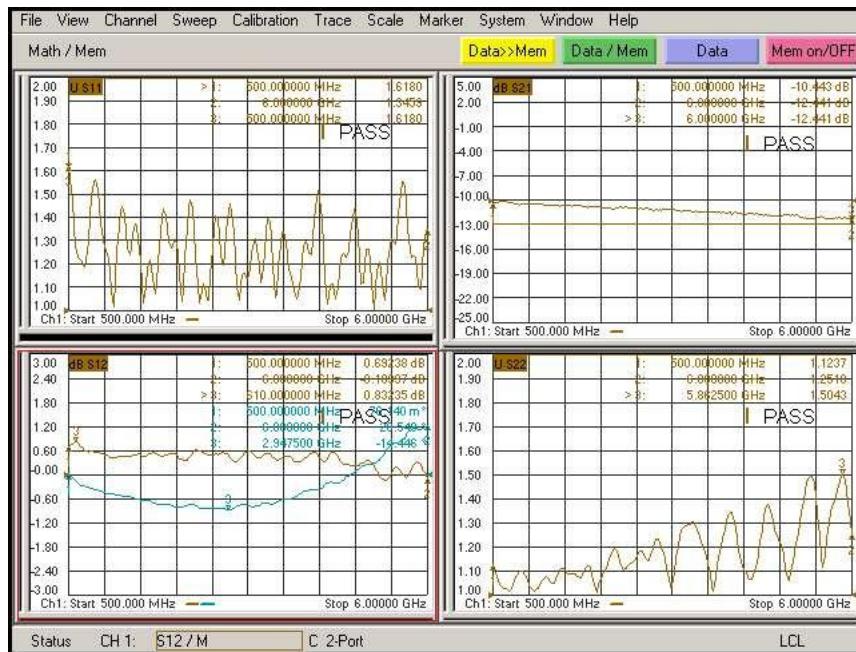 File View Channel Sweep Calibration Trace Scale Marker System Window Help
Math / Mem
Data>>Mem Data / Mem Data Mem on/OFF
U S11
2.00
1.90
1.80
1.70
1.60
1.50
1.40
1.30
1.20
1.10
1.00
> 1: 500.000000 MHz 1.6180
2: 6.000000 GHz 1.3453
3: 500.000000 MHz 1.6180
PASS
Ch1: Start 500.000 MHz
Stop 6.00000 GHz
dB S21
5.00
2.00
-1.00
-4.00
-7.00
-10.00
-13.00
-16.00
-19.00
-22.00
-25.00
1: 500.000000 MHz -10.443 dB
2: 6.000000 GHz -12.441 dB
> 3: 6.000000 GHz -12.441 dB
PASS
Ch1: Start 500.000 MHz
Stop 6.00000 GHz
dB S12
3.00
2.40
1.80
1.20
0.60
-0.00
-0.60
-1.20
-1.80
-2.40
-3.00
1: 500.000000 MHz 0.69238 dB
2: 6.000000 GHz
> 3: 610.000000 MHz 0.83235 dB
1: 500.000000 MHz
2: 6.000000 GHz
3: 2.947500 GHz -14.446 °
PASS
3
3
Ch1: Start 500.000 MHz
Stop 6.00000 GHz
U S22
2.00
1.90
1.80
1.70
1.60
1.50
1.40
1.30
1.20
1.10
1.00
1: 500.000000 MHz 1.1237
2: 6.000000 GHz 1.2510
> 3: 5.862500 GHz 1.5043
PASS
3
Ch1: Start 500.000 MHz
Stop 6.00000 GHz
Status CH 1: S12 / M C 2-Port LCL